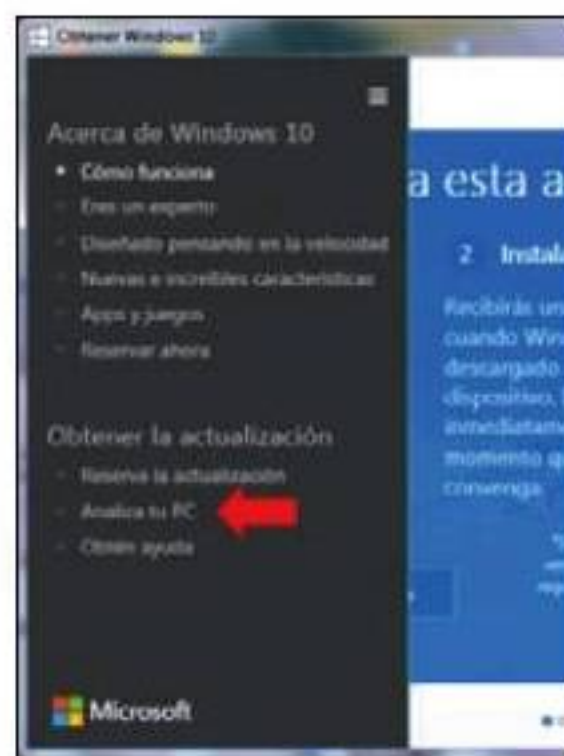 Obtener Windows 10
Acerca de Windows 10
Cómo funciona
Eres un experto
Diseñado pensando en la velocidad
Nuevas e increíbles características
Apps y juegos
Reservar ahora
Obtener la actualización
Reserva la actualización
Analiza tu PC
Obtén ayuda
Microsoft
a esta a
2 Instala
Recibirás un
cuando Win
descargado
dispositivo.
inmediatame
momento q
convenga.